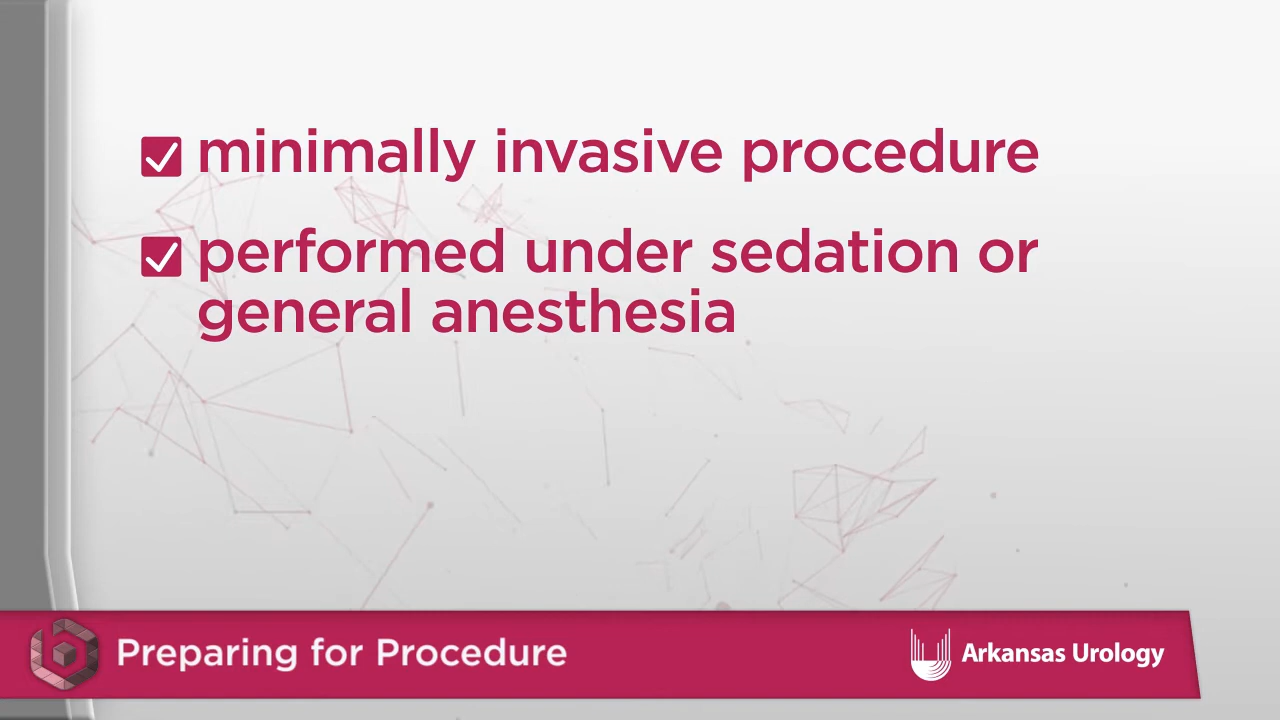 minimally invasive procedure
performed under sedation or
general anesthesia
Preparing for Procedure
Arkansas Urology